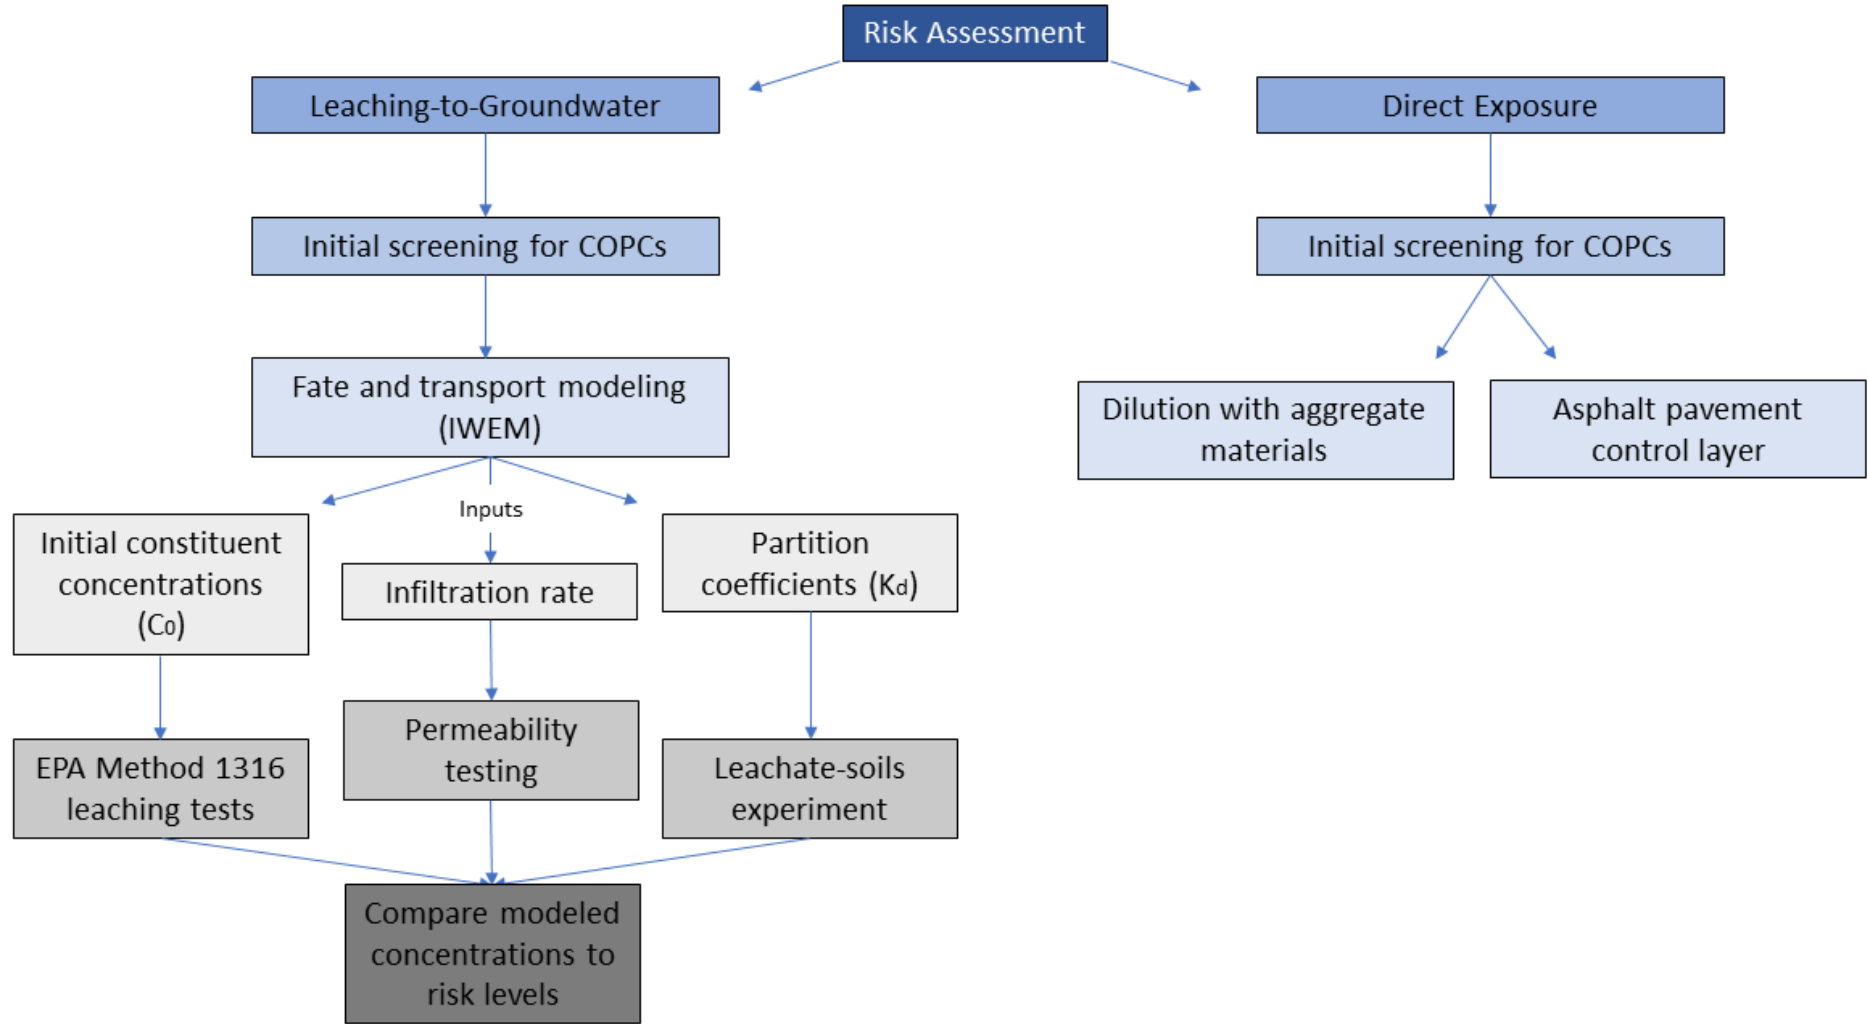 Risk Assessment
Leaching-to-Groundwater
Direct Exposure
Initial screening for COPCs
Initial screening for COPCs
Fate and transport modeling
(IWEM)
Dilution with aggregate
materials
Asphalt pavement
control layer
Inputs
Initial constituent
concentrations
(C0)
Infiltration rate
Partition
coefficients (Kd)
EPA Method 1316
leaching tests
Permeability
testing
Leachate-soils
experiment
Compare modeled
concentrations to
risk levels